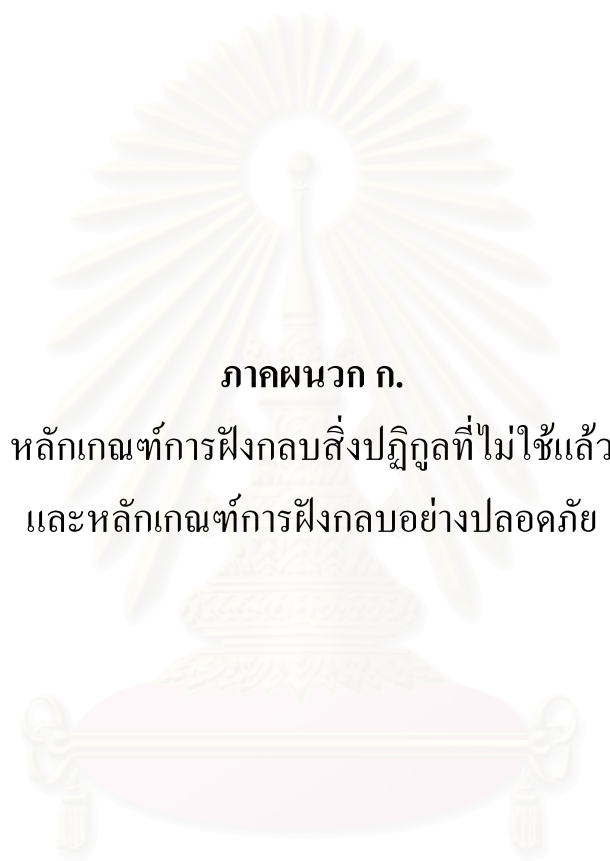 ภาคผนวก ก.
หลักเกณฑ์การฝังกลบสิ่งปฏิกูลที่ไม่ใช้แล้ว
และหลักเกณฑ์การฝังกลบอย่างปลอดภัย